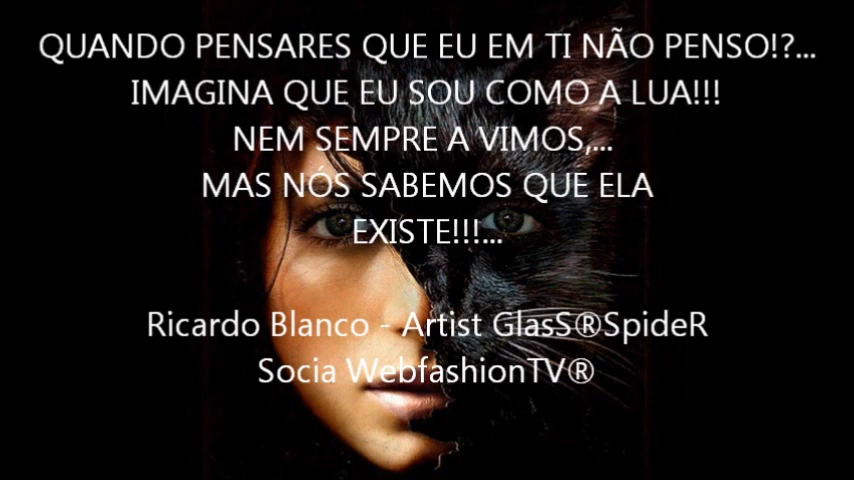 QUANDO PENSARES QUE EU EM TI NÃO PENSO!?...
IMAGINA QUE EU SOU COMO A LUA!!!
NEM SEMPRE A VIMOS,...
MAS NÓS SABEMOS QUE ELA
EXISTE!!!...
Ricardo Blanco - Artist GlasS®SpideR
Socia WebfashionTV®